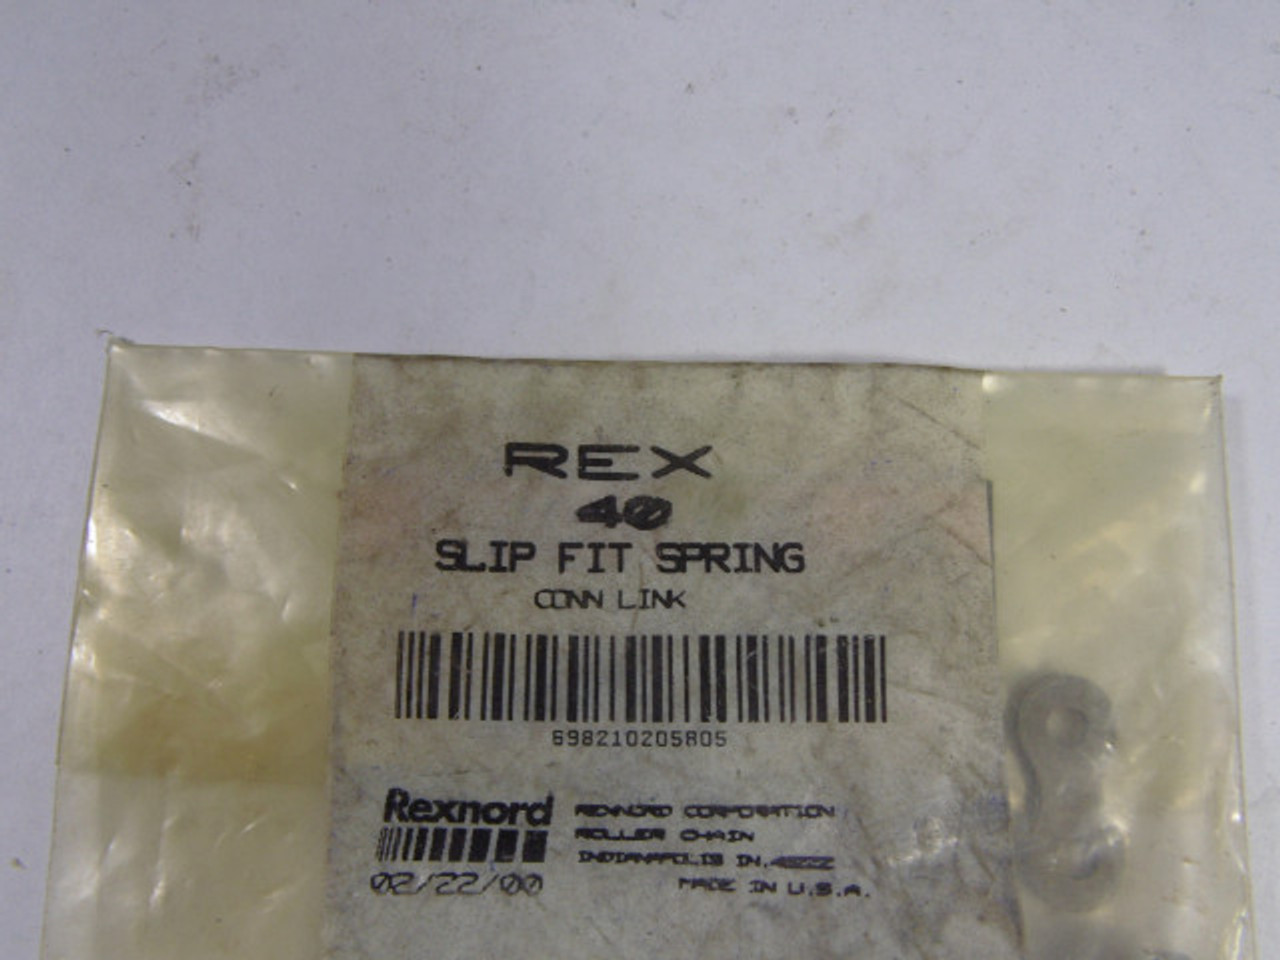 REX
40
SLIP FIT SPRING
CONN LINK
698210205805
Rexnord
REXNORD CORPORATION
ROLLER CHAIN
INDIANAPOLIS IN.
02/22/00
MADE IN U.S.A.